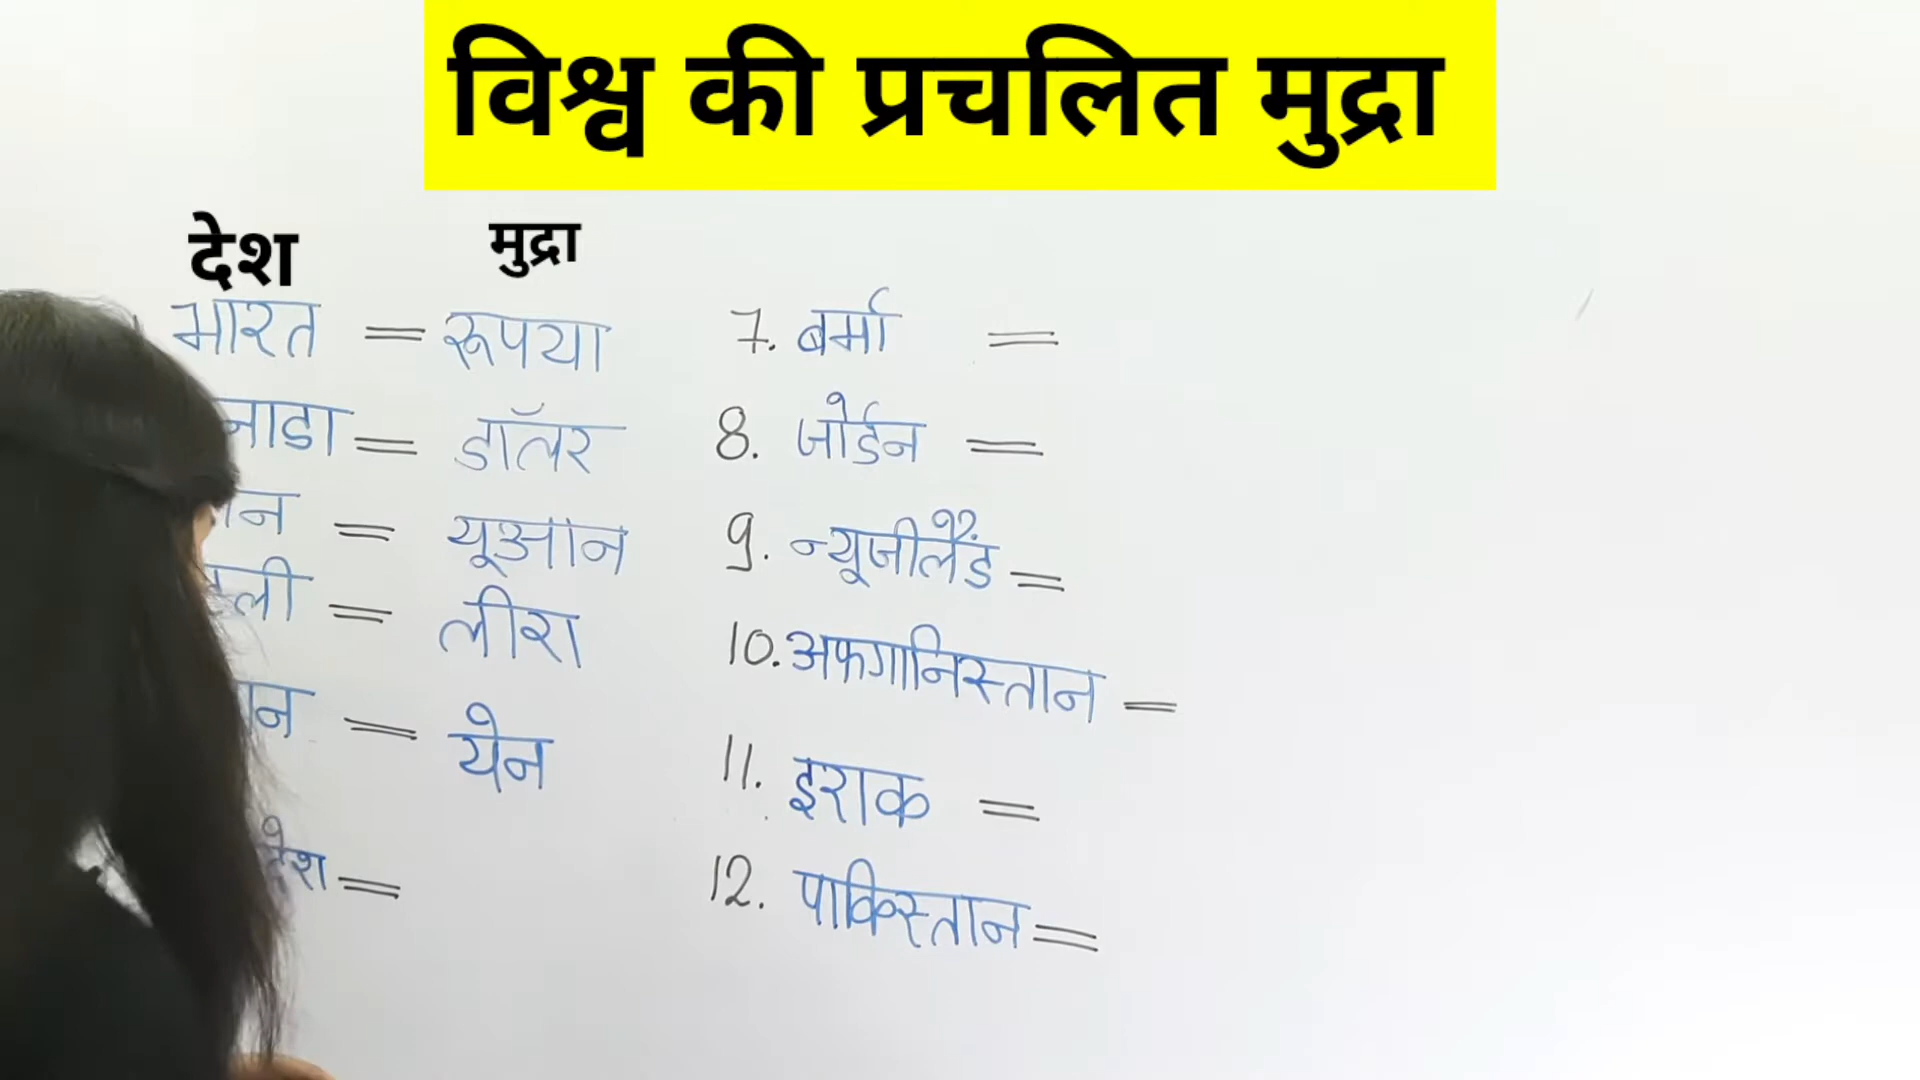 विश्व की प्रचलित मुद्रा
देश मुद्रा
भारत = रूपया
= डॉलर
= यूआन
= लीरा
= येन
=
7. बर्मा =
8. जोर्डन =
9. न्यूजीलैंड =
10. अफगानिस्तान =
11. इराक =
12. पाकिस्तान =